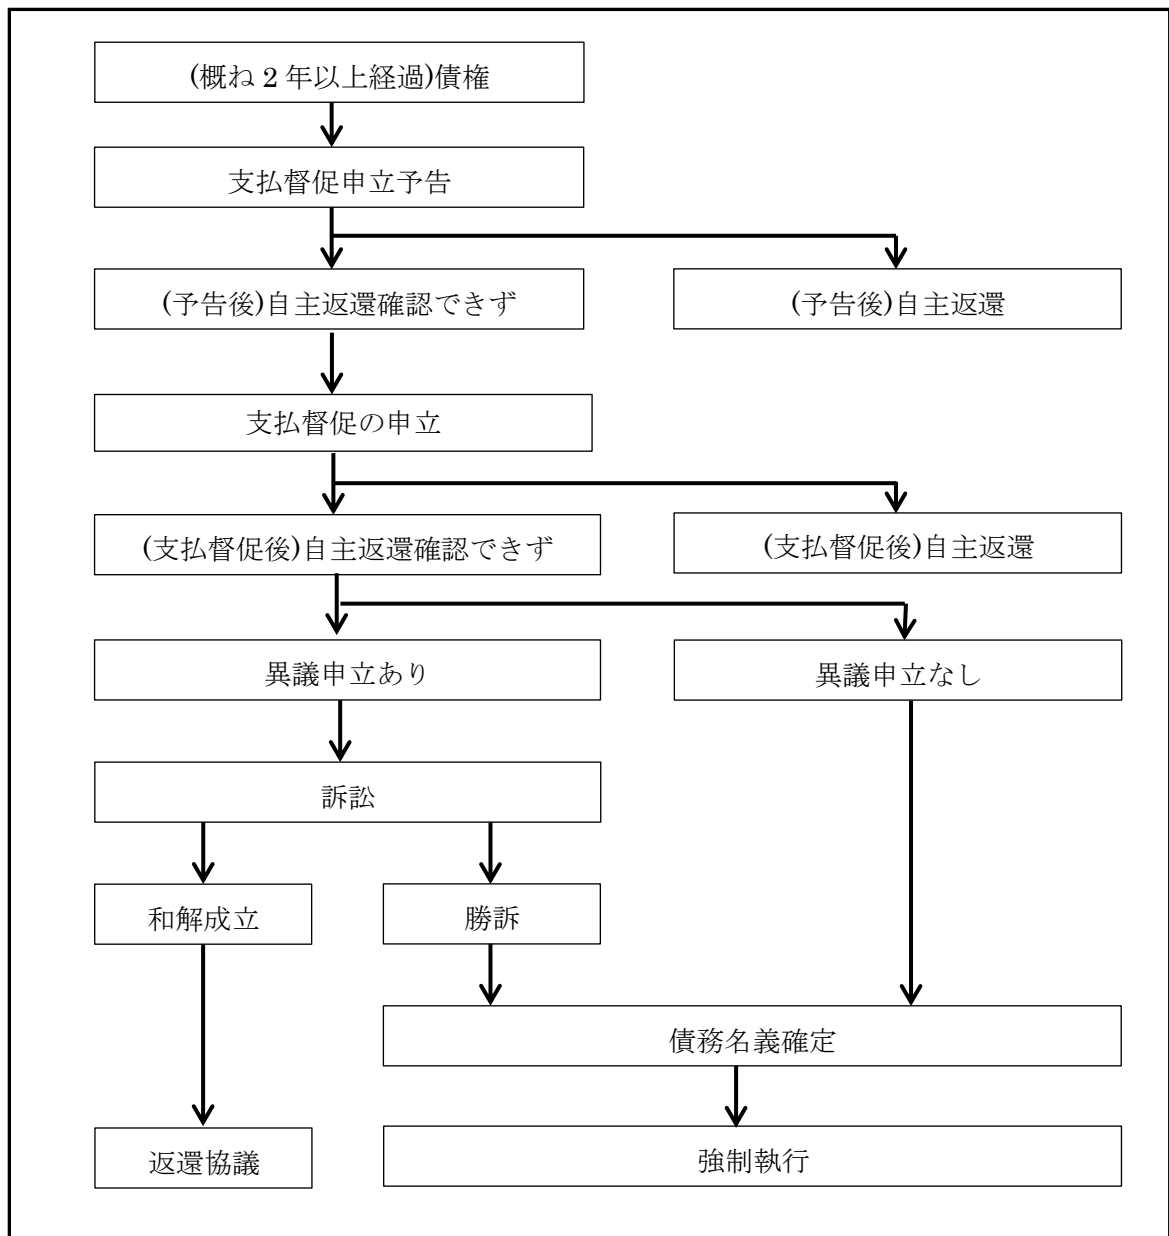 (概ね 2 年以上経過)債権
支払督促申立予告
(予告後)自主返還確認できず
(予告後)自主返還
支払督促の申立
(支払督促後)自主返還確認できず
(支払督促後)自主返還
異議申立あり
異議申立なし
訴訟
和解成立
勝訴
債務名義確定
返還協議
強制執行